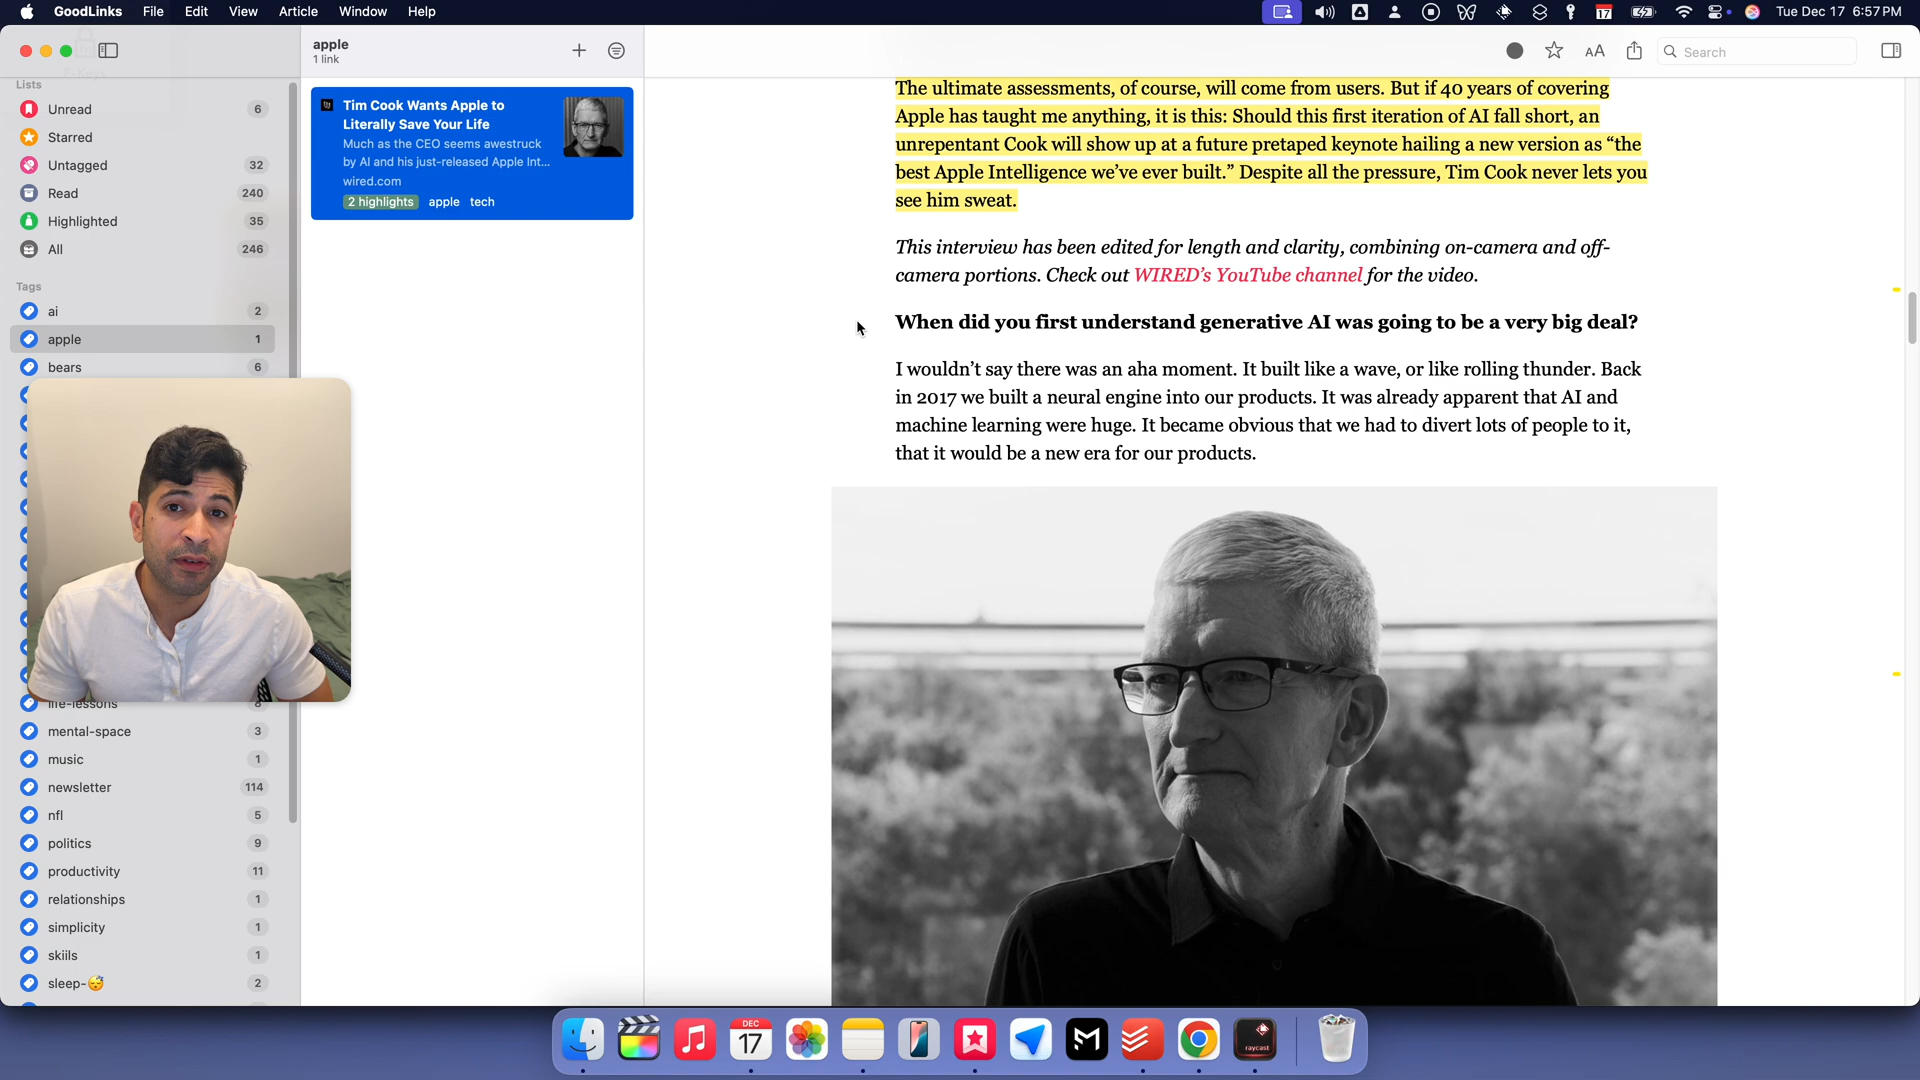 GoodLinks File Edit View Article Window Help
17 Tue Dec 17 6:57 PM
apple
1 link
AA
Search
Lists
Unread 6
Starred
Untagged 32
Read 240
Highlighted 35
All 246
Tags
ai 2
apple 1
bears 6
life-lessons 8
mental-space 3
music 1
newsletter 114
nfl 5
politics 9
productivity 11
relationships 1
simplicity 1
skiils 1
sleep-😴 2
Tim Cook Wants Apple to
Literally Save Your Life
Much as the CEO seems awestruck
by AI and his just-released Apple Int...
wired.com
2 highlights apple tech
The ultimate assessments, of course, will come from users. But if 40 years of covering
Apple has taught me anything, it is this: Should this first iteration of AI fall short, an
unrepentant Cook will show up at a future pretaped keynote hailing a new version as “the
best Apple Intelligence we’ve ever built.” Despite all the pressure, Tim Cook never lets you
see him sweat.
This interview has been edited for length and clarity, combining on-camera and off-
camera portions. Check out WIRED’s YouTube channel for the video.
When did you first understand generative AI was going to be a very big deal?
I wouldn’t say there was an aha moment. It built like a wave, or like rolling thunder. Back
in 2017 we built a neural engine into our products. It was already apparent that AI and
machine learning were huge. It became obvious that we had to divert lots of people to it,
that it would be a new era for our products.
DEC
17
raycast